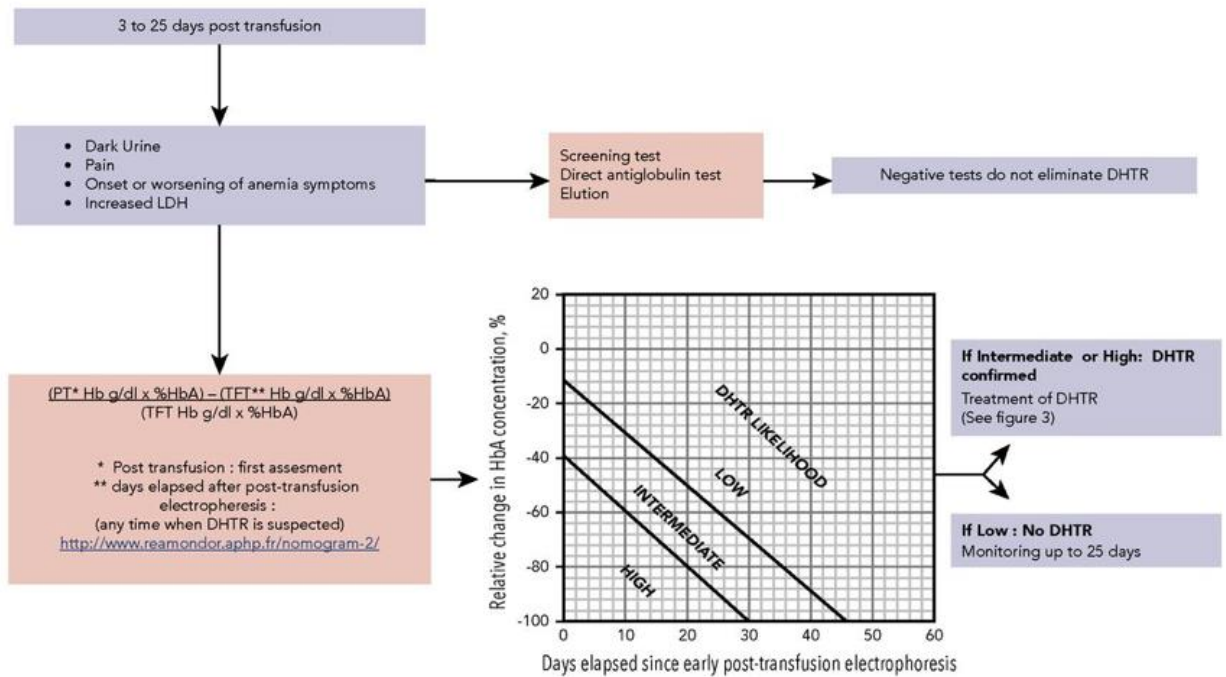 3 to 25 days post transfusion
• Dark Urine
• Pain
• Onset or worsening of anemia symptoms
• Increased LDH
Screening test
Direct antiglobulin test
Elution
Negative tests do not eliminate DHTR
(PT* Hb g/dl x %HbA) – (TFT** Hb g/dl x %HbA)
(TFT Hb g/dl x %HbA)
* Post transfusion : first assesment
** days elapsed after post-transfusion
electropheresis :
(any time when DHTR is suspected)
http://www.reamondor.aphp.fr/nomogram-2/
Relative change in HbA concentration, %
20
0
-20
-40
-60
-80
-100
DHTR LIKELIHOOD
LOW
INTERMEDIATE
HIGH
0 10 20 30 40 50 60
Days elapsed since early post-transfusion electrophoresis
If Intermediate or High: DHTR
confirmed
Treatment of DHTR
(See figure 3)
If Low : No DHTR
Monitoring up to 25 days